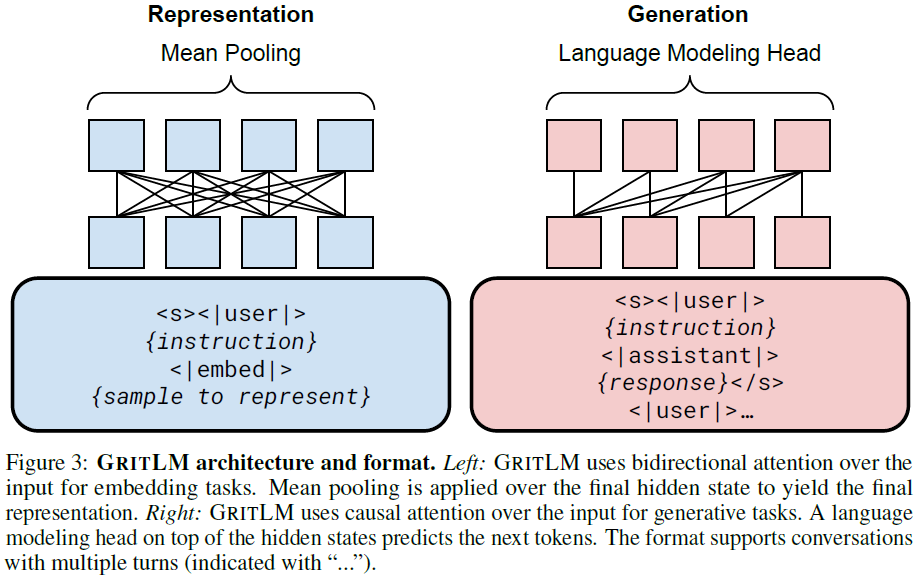 Representation
Mean Pooling
<s><|user|>
{instruction}
<|embed|>
{sample to represent}
Generation
Language Modeling Head
<s><|user|>
{instruction}
<|assistant|>
{response}</s>
<|user|>…
Figure 3: GRITLM architecture and format. Left: GRITLM uses bidirectional attention over the
input for embedding tasks. Mean pooling is applied over the final hidden state to yield the final
representation. Right: GRITLM uses causal attention over the input for generative tasks. A language
modeling head on top of the hidden states predicts the next tokens. The format supports conversations
with multiple turns (indicated with “...”).